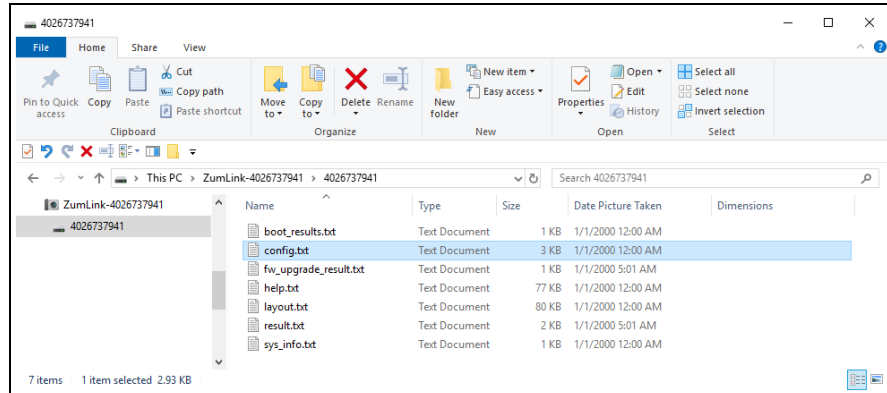 4026737941
File Home Share View
Pin to Quick access
Copy
Paste
Cut
Copy path
Paste shortcut
Clipboard
Move to
Copy to
Delete
Rename
Organize
New folder
New item
Easy access
New
Properties
Open
Edit
History
Open
Select all
Select none
Invert selection
Select
This PC > ZumLink-4026737941 > 4026737941
Search 4026737941
ZumLink-4026737941
4026737941
Name Type Size Date Picture Taken Dimensions
boot_results.txt Text Document 1 KB 1/1/2000 12:00 AM
config.txt Text Document 3 KB 1/1/2000 12:00 AM
fw_upgrade_result.txt Text Document 1 KB 1/1/2000 5:01 AM
help.txt Text Document 77 KB 1/1/2000 12:00 AM
layout.txt Text Document 80 KB 1/1/2000 12:00 AM
result.txt Text Document 2 KB 1/1/2000 5:01 AM
sys_info.txt Text Document 1 KB 1/1/2000 12:00 AM
7 items 1 item selected 2.93 KB